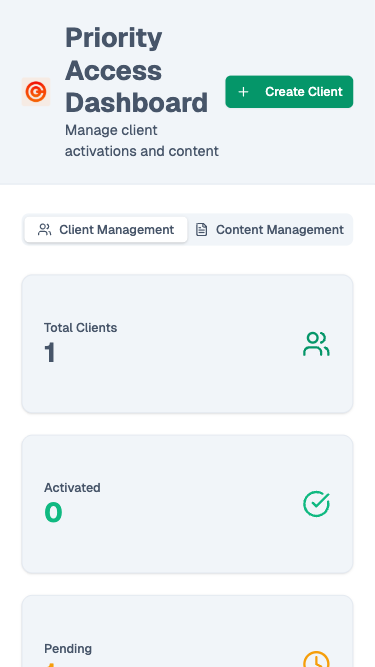 Priority
Access
Dashboard
Manage client
activations and content
Create Client
Client Management
Content Management
Total Clients
1
Activated
0
Pending